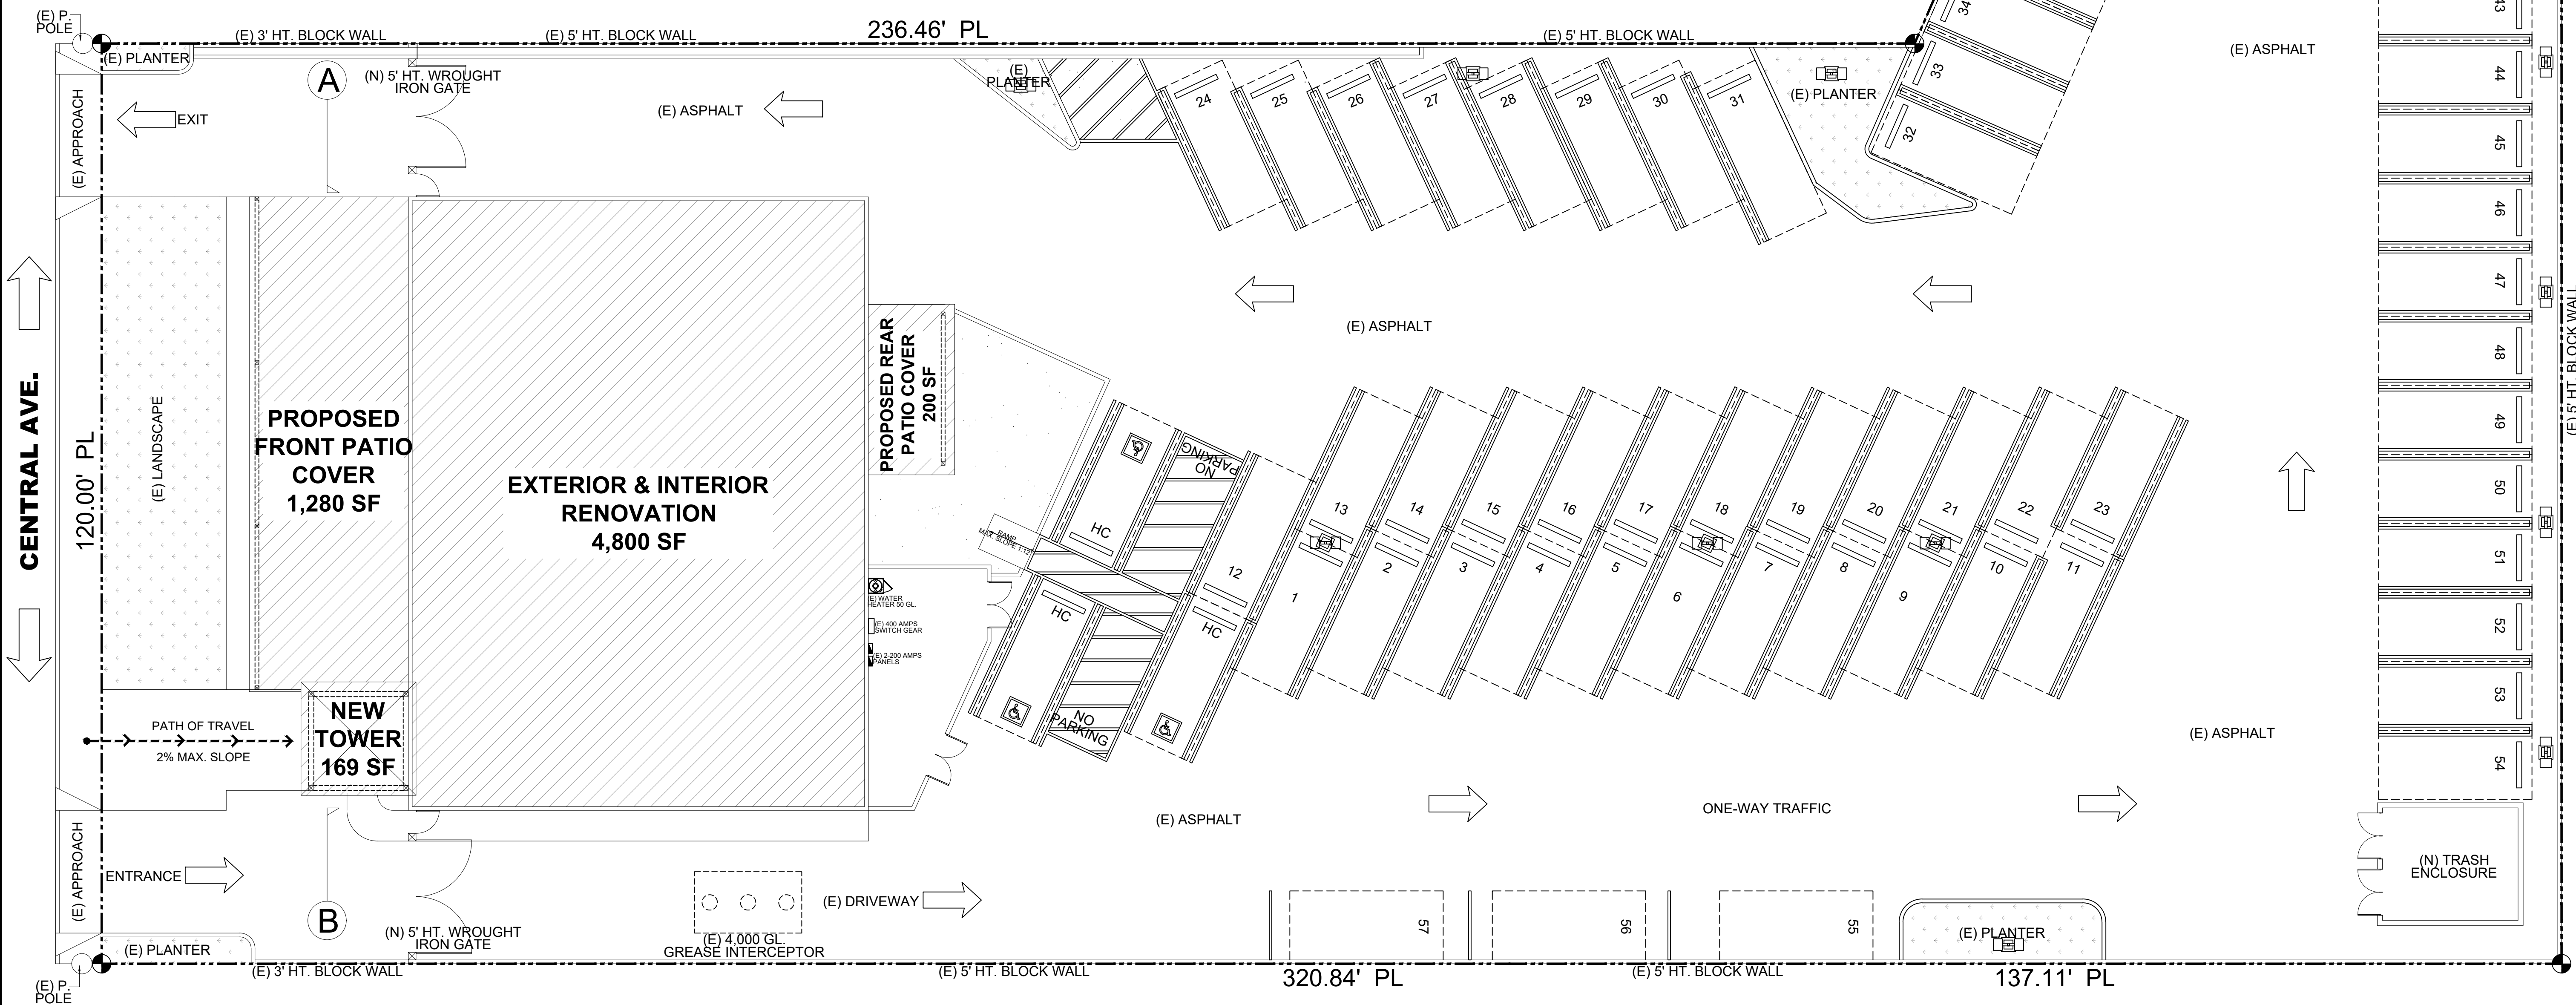 (E) P.
POLE
(E) 3' HT. BLOCK WALL
(E) 5' HT. BLOCK WALL
236.46' PL
(E) 5' HT. BLOCK WALL
(E) PLANTER
A
(N) 5' HT. WROUGHT
IRON GATE
(E) ASPHALT
(E)
PLANTER
24
25
26
27
28
29
30
31
(E) PLANTER
32
33
34
(E) ASPHALT
43
44
45
46
47
48
49
50
51
52
53
54
(E) 5' HT. BLOCK WALL
(E) APPROACH
EXIT
CENTRAL AVE.
120.00' PL
(E) LANDSCAPE
PROPOSED
FRONT PATIO
COVER
1,280 SF
EXTERIOR & INTERIOR
RENOVATION
4,800 SF
PROPOSED REAR
PATIO COVER
200 SF
(E) ASPHALT
NO
PARKING
HC
RAMP
MAX. SLOPE 1:12
HC
HC
NO
PARKING
12
13
14
15
16
17
18
19
20
21
22
23
1
2
3
4
5
6
7
8
9
10
11
(E) WATER
HEATER 50 GL.
(E) 400 AMPS
SWITCH GEAR
(E) 2-200 AMPS
PANELS
NEW
TOWER
169 SF
PATH OF TRAVEL
2% MAX. SLOPE
(E) ASPHALT
(E) ASPHALT
ONE-WAY TRAFFIC
(E) APPROACH
ENTRANCE
B
(N) 5' HT. WROUGHT
IRON GATE
(E) 4,000 GL.
GREASE INTERCEPTOR
(E) DRIVEWAY
57
56
55
(E) PLANTER
(N) TRASH
ENCLOSURE
(E) PLANTER
(E) P.
POLE
(E) 3' HT. BLOCK WALL
(E) 5' HT. BLOCK WALL
320.84' PL
(E) 5' HT. BLOCK WALL
137.11' PL